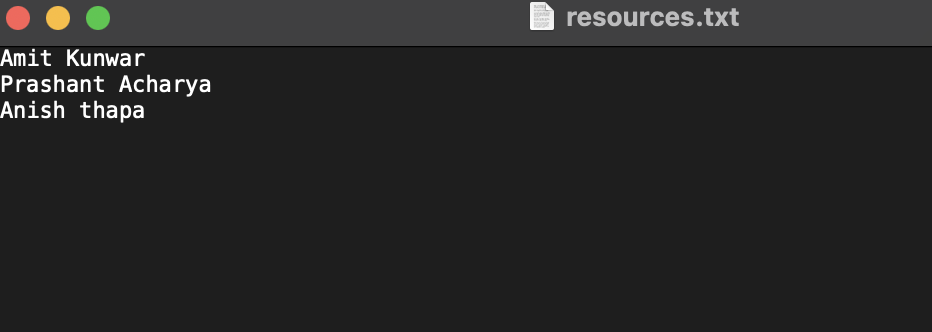 resources.txt
Amit Kunwar
Prashant Acharya
Anish thapa